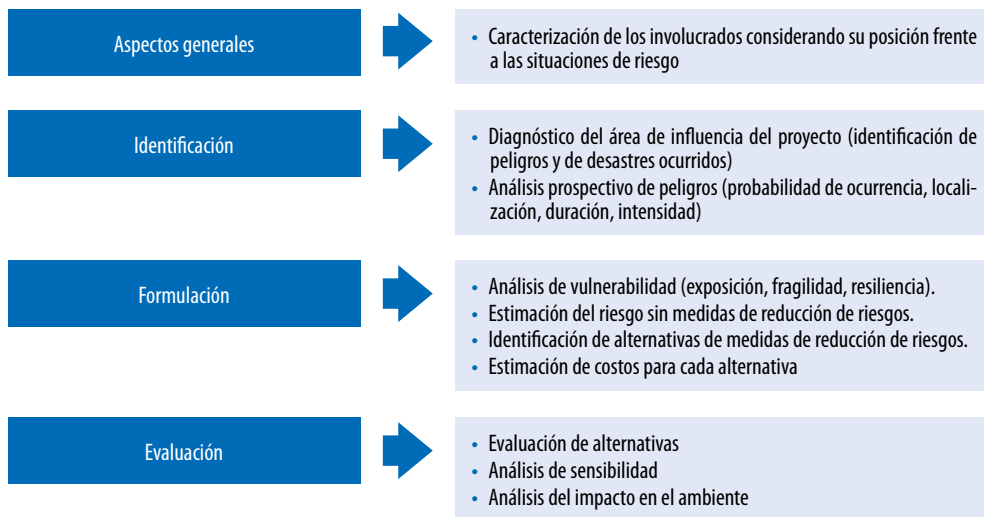 Aspectos generales
• Caracterización de los involucrados considerando su posición frente
a las situaciones de riesgo
Identificación
• Diagnóstico del área de influencia del proyecto (identificación de
peligros y de desastres ocurridos)
• Análisis prospectivo de peligros (probabilidad de ocurrencia, locali-
zación, duración, intensidad)
Formulación
• Análisis de vulnerabilidad (exposición, fragilidad, resiliencia).
• Estimación del riesgo sin medidas de reducción de riesgos.
• Identificación de alternativas de medidas de reducción de riesgos.
• Estimación de costos para cada alternativa
Evaluación
• Evaluación de alternativas
• Análisis de sensibilidad
• Análisis del impacto en el ambiente